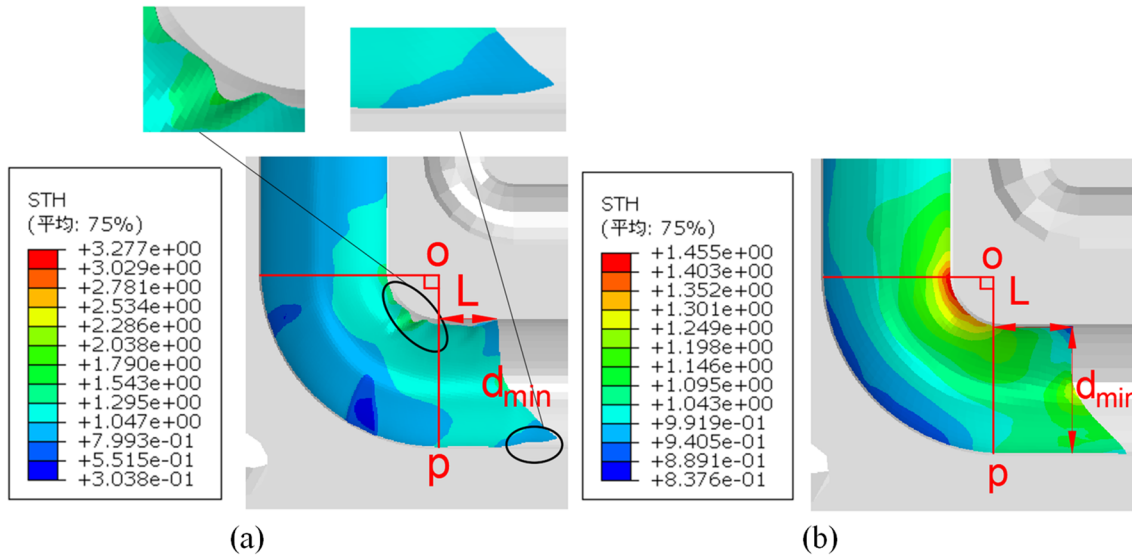 STH
(平均: 75%)
+3.277e+00
+3.029e+00
+2.781e+00
+2.534e+00
+2.286e+00
+2.038e+00
+1.790e+00
+1.543e+00
+1.295e+00
+1.047e+00
+7.993e-01
+5.515e-01
+3.038e-01
o
L
dmin
p
(a)
STH
(平均: 75%)
+1.455e+00
+1.403e+00
+1.352e+00
+1.301e+00
+1.249e+00
+1.198e+00
+1.146e+00
+1.095e+00
+1.043e+00
+9.919e-01
+9.405e-01
+8.891e-01
+8.376e-01
o
L
dmin
p
(b)